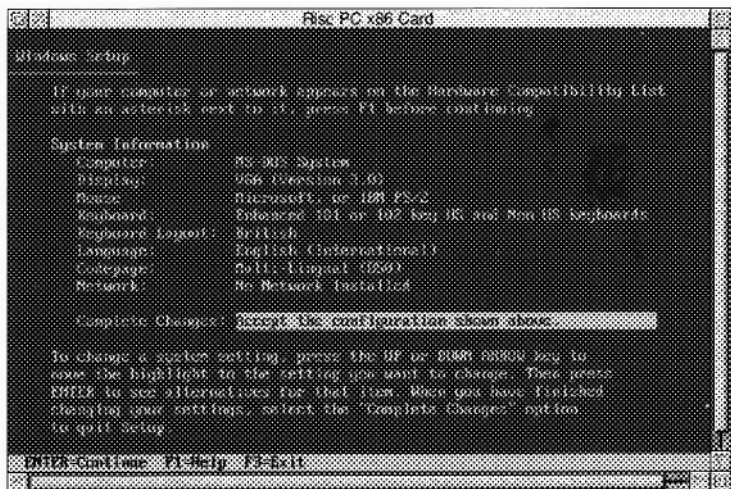 Risc PC x86 Card
Windows Setup
If your computer or network appears on the Hardware Compatibility List
with an asterisk next to it, press F1 before continuing
System Information
Computer: MS-DOS System
Display: VGA (Version 3.0)
Mouse Microsoft, or IBM PS/2
Keyboard: Enhanced 101 or 102 key US and Non US keyboards
Keyboard Layout: British
Language: English (International)
Codepage: Multi-Lingual (850)
Network: No Network Installed
Complete Changes: Accept the configuration shown above.
To change a system setting, press the UP or DOWN ARROW key to
move the highlight to the setting you want to change. Then press
ENTER to see alternatives for that item. When you have finished
changing your settings, select the "Complete Changes" option
to quit Setup.
ENTER=Continue F1=Help F3=Exit